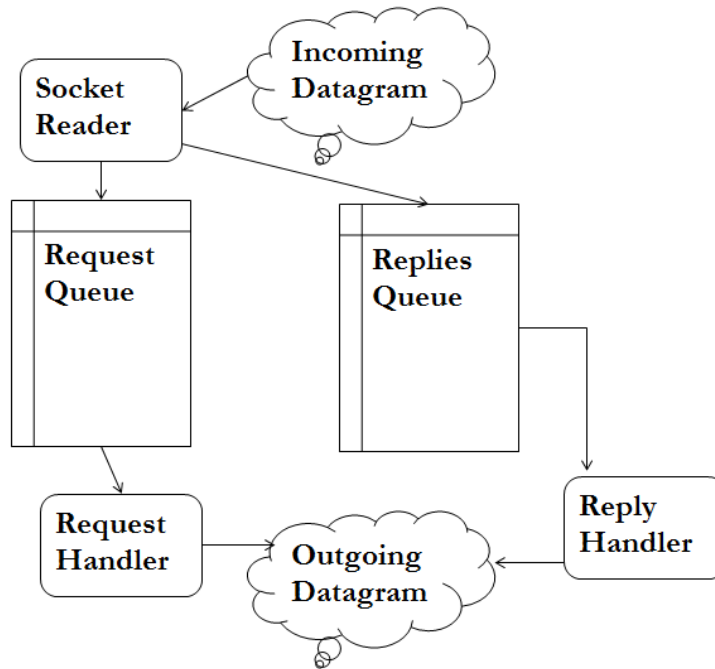 Incoming
Datagram
Socket
Reader
Request
Queue
Replies
Queue
Request
Handler
Outgoing
Datagram
Reply
Handler